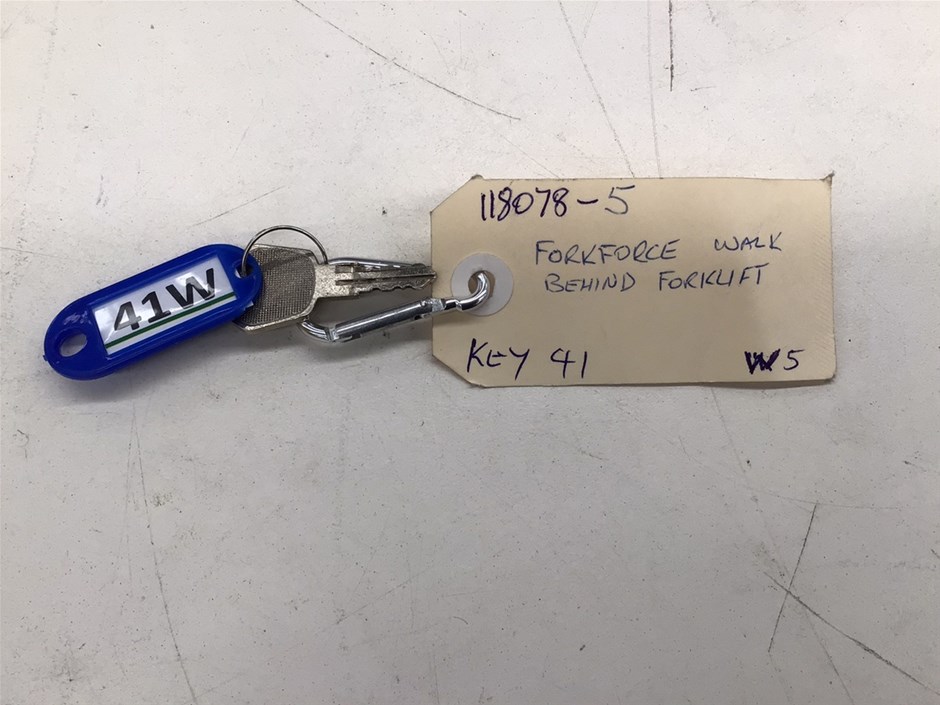 41W
118078-5
FORKFORCE WALK
BEHIND FORKLIFT
KEY 41
W5